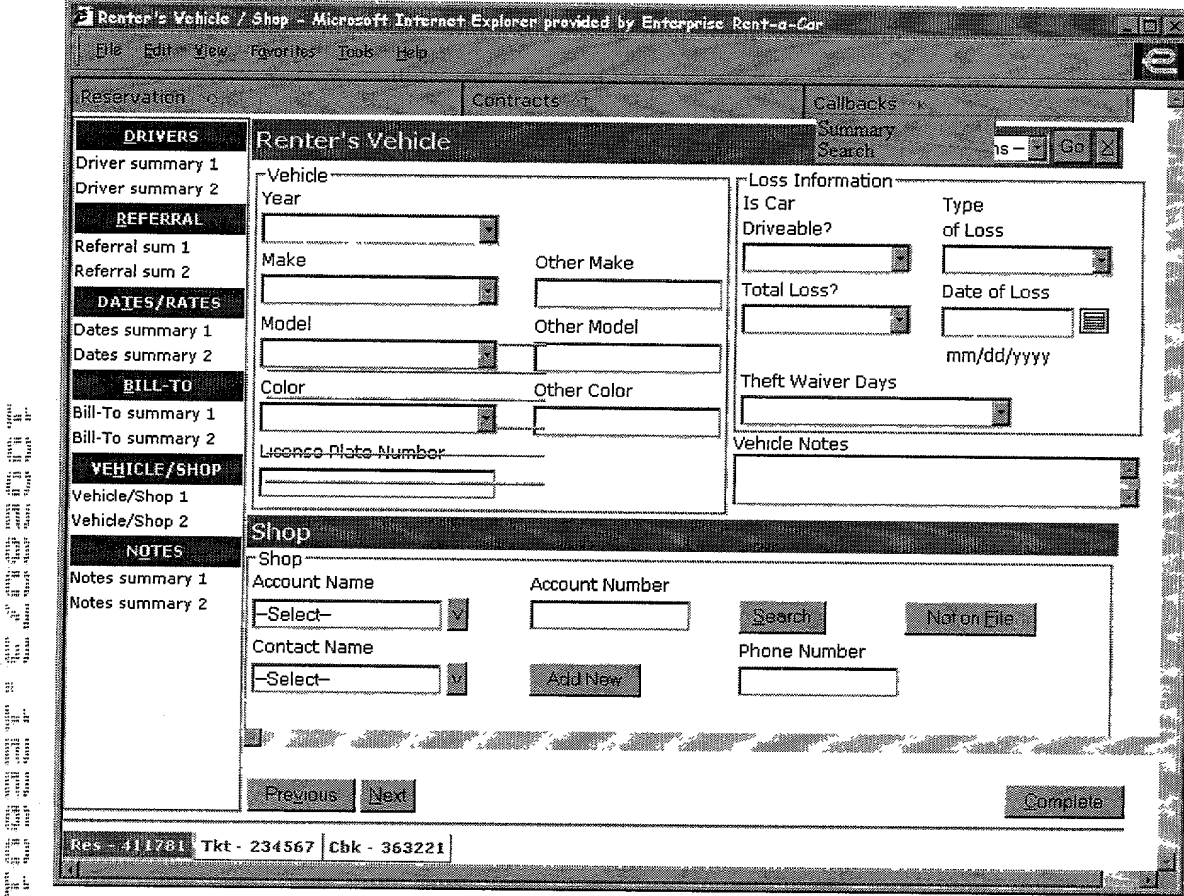 Renter's Vehicle / Shop - Microsoft Internet Explorer provided by Enterprise Rent-a-Car
File Edit View Favorites Tools Help
Reservation Contracts Callbacks
Summary
Search
DRIVERS
Driver summary 1
Driver summary 2
REFERRAL
Referral sum 1
Referral sum 2
DATES/RATES
Dates summary 1
Dates summary 2
BILL-TO
Bill-To summary 1
Bill-To summary 2
VEHICLE/SHOP
Vehicle/Shop 1
Vehicle/Shop 2
NOTES
Notes summary 1
Notes summary 2
Renter's Vehicle
Go X
Vehicle
Year
Make Other Make
Model Other Model
Color Other Color
License Plate Number
Loss Information
Is Car Driveable?
Type of Loss
Total Loss? Date of Loss
mm/dd/yyyy
Theft Waiver Days
Vehicle Notes
Shop
Shop
Account Name Account Number
--Select-- Search Not on File
Contact Name Phone Number
--Select-- Add New
Previous Next Complete
Res - 411781 Tkt - 234567 Cbk - 363221